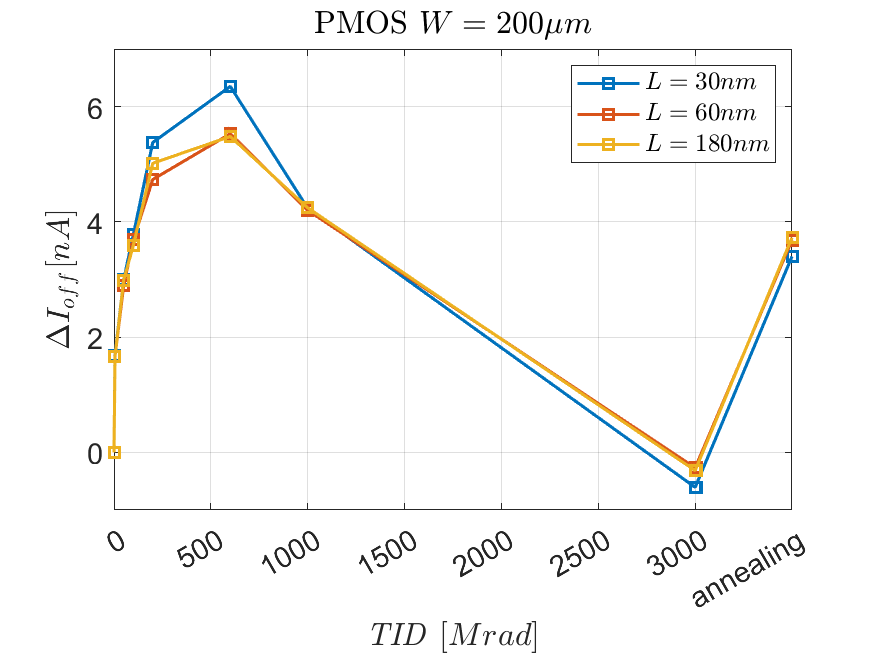 PMOS W = 200μm
L = 30nm
L = 60nm
L = 180nm
ΔI_off[nA]
6
4
2
0
0
500
1000
1500
2000
2500
3000
annealing
TID [Mrad]